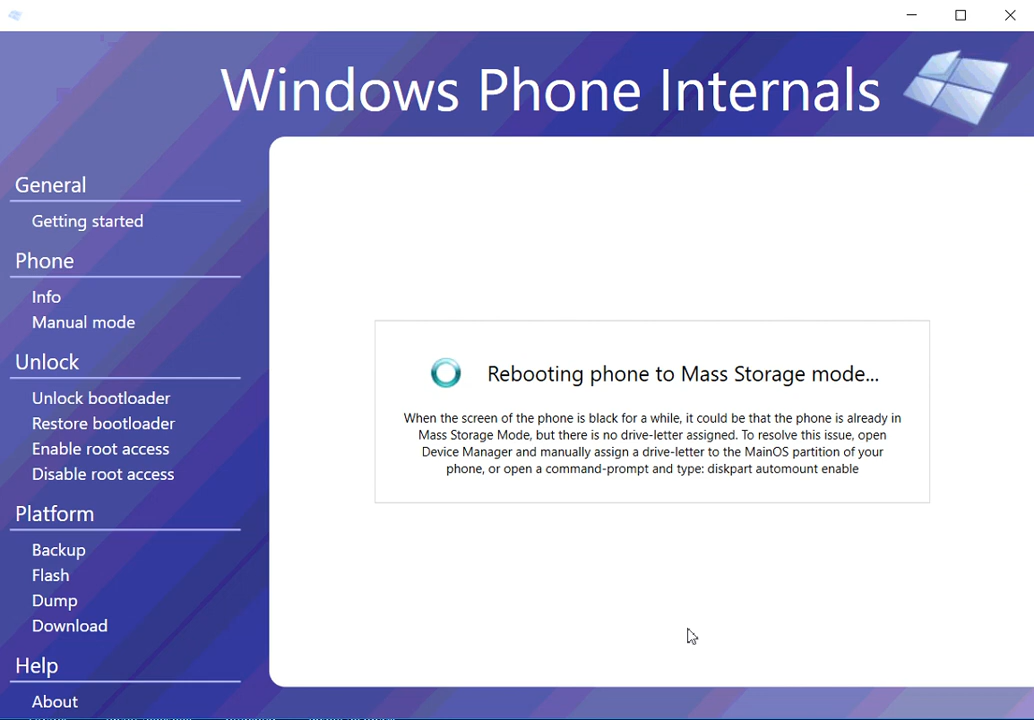 Windows Phone Internals
General
Getting started
Phone
Info
Manual mode
Unlock
Unlock bootloader
Restore bootloader
Enable root access
Disable root access
Platform
Backup
Flash
Dump
Download
Help
About
Rebooting phone to Mass Storage mode...
When the screen of the phone is black for a while, it could be that the phone is already in
Mass Storage Mode, but there is no drive-letter assigned. To resolve this issue, open
Device Manager and manually assign a drive-letter to the MainOS partition of your
phone, or open a command-prompt and type: diskpart automount enable